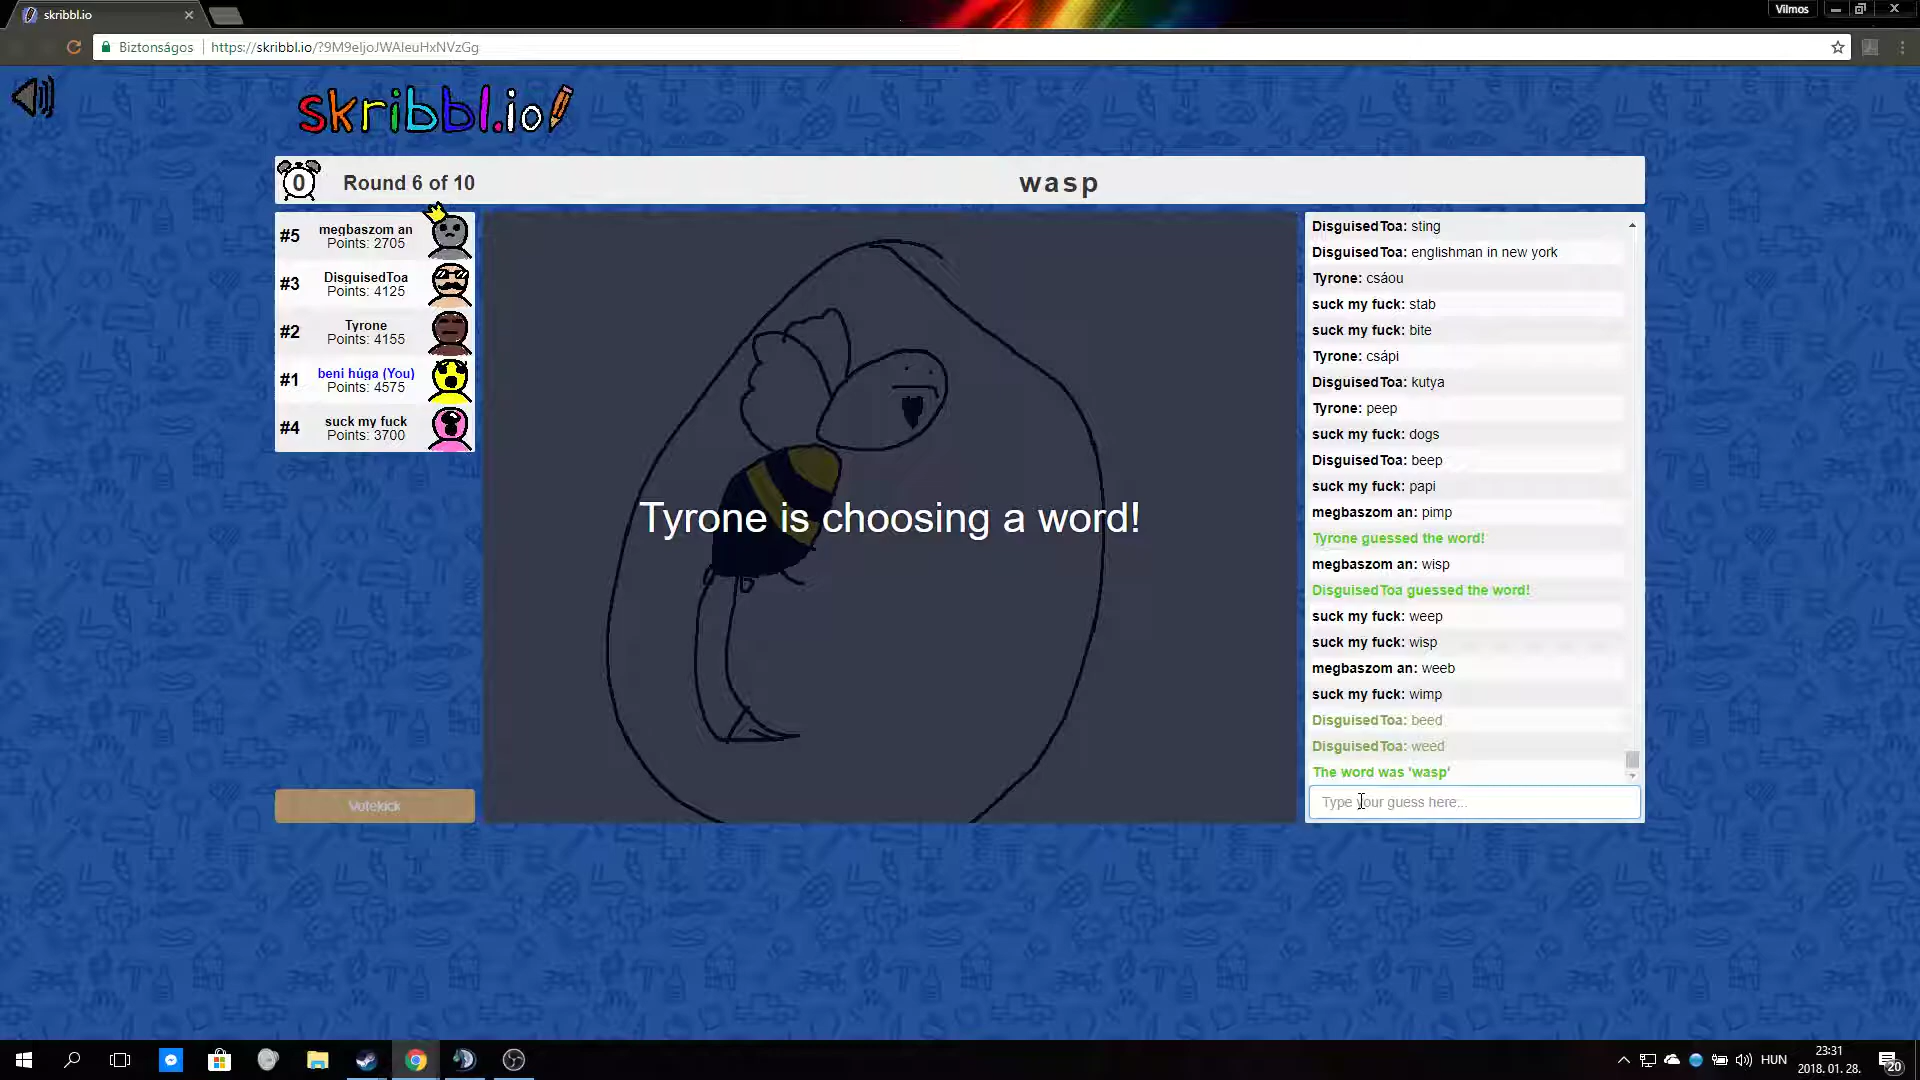 skribbl.io
Vilmos
Biztonságos
https://skribbl.io/?9M9eIjoJWAleuHxNVzGg
skribbl.io
0
Round 6 of 10
wasp
#5
megbaszom an
Points: 2705
#3
DisguisedToa
Points: 4125
#2
Tyrone
Points: 4155
#1
beni húga (You)
Points: 4575
#4
suck my fuck
Points: 3700
Votekick
Tyrone is choosing a word!
DisguisedToa: sting
DisguisedToa: englishman in new york
Tyrone: csáou
suck my fuck: stab
suck my fuck: bite
Tyrone: csápi
DisguisedToa: kutya
Tyrone: peep
suck my fuck: dogs
DisguisedToa: beep
suck my fuck: papi
megbaszom an: pimp
Tyrone guessed the word!
megbaszom an: wisp
DisguisedToa guessed the word!
suck my fuck: weep
suck my fuck: wisp
megbaszom an: weeb
suck my fuck: wimp
DisguisedToa: beed
DisguisedToa: weed
The word was 'wasp'
Type your guess here...
HUN
23:31
2018. 01. 28.
20